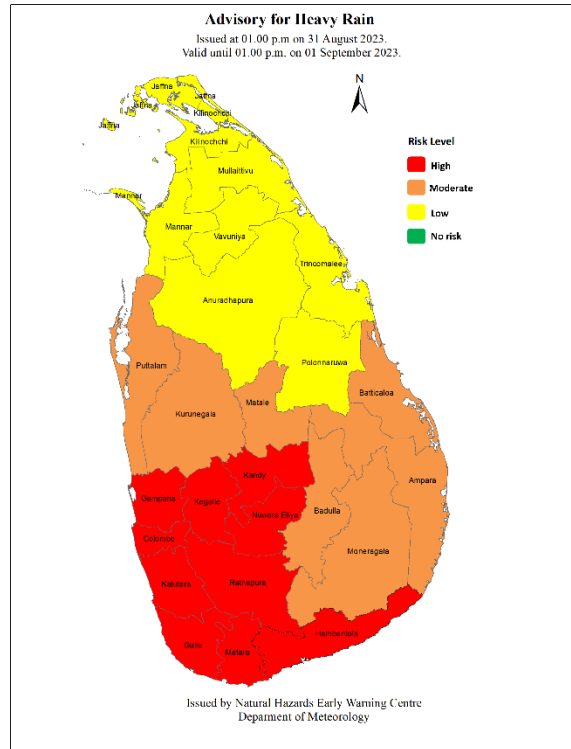 Advisory for Heavy Rain
Issued at 01.00 p.m on 31 August 2023.
Valid until 01.00 p.m. on 01 September 2023.
N
Jaffna
Jaffna
Jaffna
Kilinochchi
Jaffna
Kilinochchi
Risk Level
High
Mullaittivu
Moderate
Mannar
Low
Mannar
Vavuniya
No risk
Trincomalee
Anuradhapura
Puttalam
Polonnaruwa
Batticaloa
Matale
Kurunegala
Kandy
Ampara
Gampaha
Kegalle
Badulla
Nuwara Eliya
Colombo
Moneragala
Kalutara
Ratnapura
Hambantota
Galle
Matara
Issued by Natural Hazards Early Warning Centre
Deparment of Meteorology